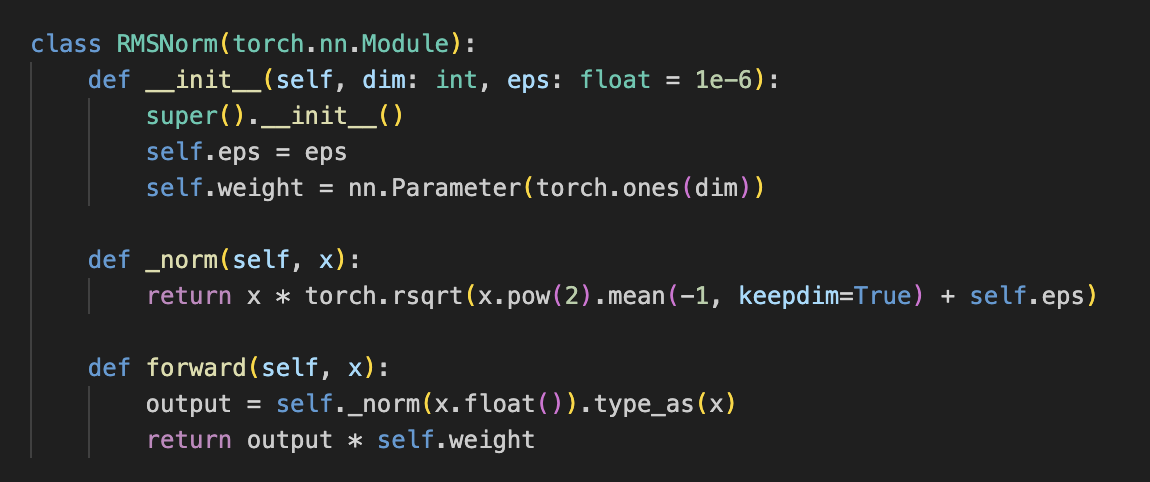 class RMSNorm(torch.nn.Module):
    def __init__(self, dim: int, eps: float = 1e-6):
        super().__init__()
        self.eps = eps
        self.weight = nn.Parameter(torch.ones(dim))

    def _norm(self, x):
        return x * torch.rsqrt(x.pow(2).mean(-1, keepdim=True) + self.eps)

    def forward(self, x):
        output = self._norm(x.float()).type_as(x)
        return output * self.weight